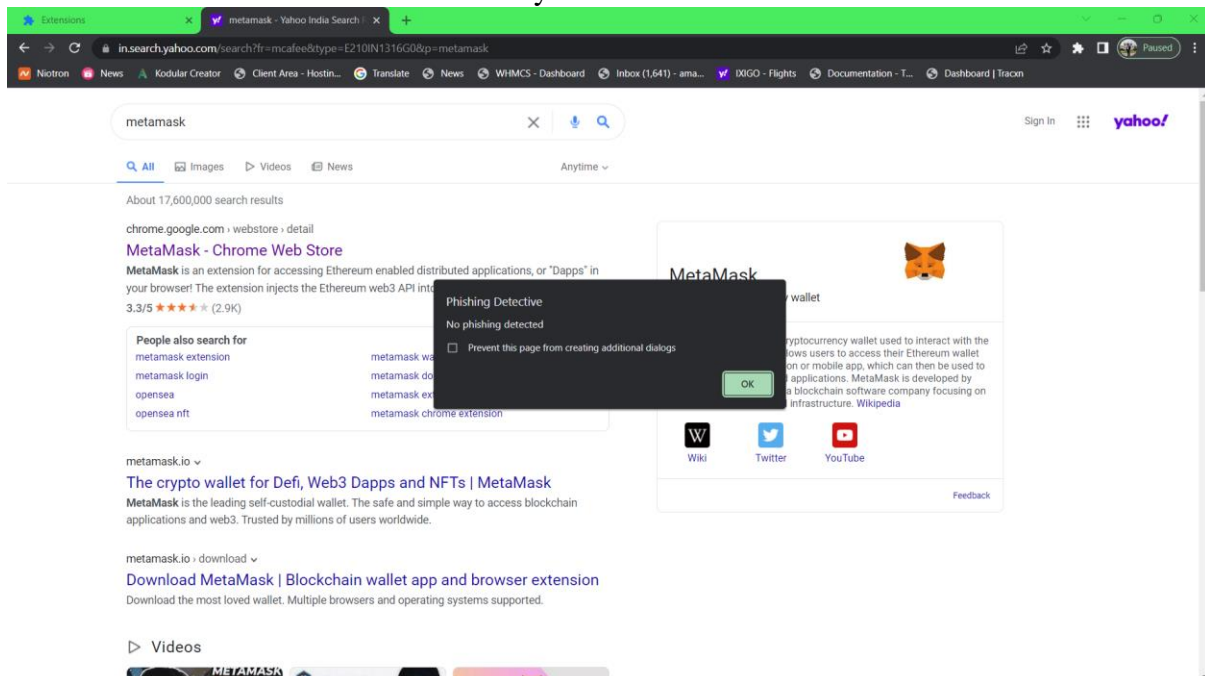 Extensions
metamask - Yahoo India Search
in.search.yahoo.com/search?fr=mcafee&type=E210IN1316G0&p=metamask
Paused
Niotron News Kodular Creator Client Area - Hostin... Translate News WHMCS - Dashboard Inbox (1,641) - ama... IXIGO - Flights Documentation - T... Dashboard | Tracxn
metamask
Sign In
yahoo!
All Images Videos News Anytime
About 17,600,000 search results
chrome.google.com › webstore › detail
MetaMask - Chrome Web Store
MetaMask is an extension for accessing Ethereum enabled distributed applications, or "Dapps" in
your browser! The extension injects the Ethereum web3 API
3.3/5 (2.9K)
People also search for
metamask extension
metamask login
metamask
opensea
metamask
opensea nft
metamask chrome extension
Phishing Detective
No phishing detected
Prevent this page from creating additional dialogs
OK
MetaMask
wallet
cryptocurrency wallet used to interact with the
users to access their Ethereum wallet
or mobile app, which can then be used to
applications. MetaMask is developed by
a blockchain software company focusing on
infrastructure. Wikipedia
W
Wiki Twitter YouTube
Feedback
metamask.io
The crypto wallet for Defi, Web3 Dapps and NFTs | MetaMask
MetaMask is the leading self-custodial wallet. The safe and simple way to access blockchain
applications and web3. Trusted by millions of users worldwide.
metamask.io › download
Download MetaMask | Blockchain wallet app and browser extension
Download the most loved wallet. Multiple browsers and operating systems supported.
Videos
METAMASK